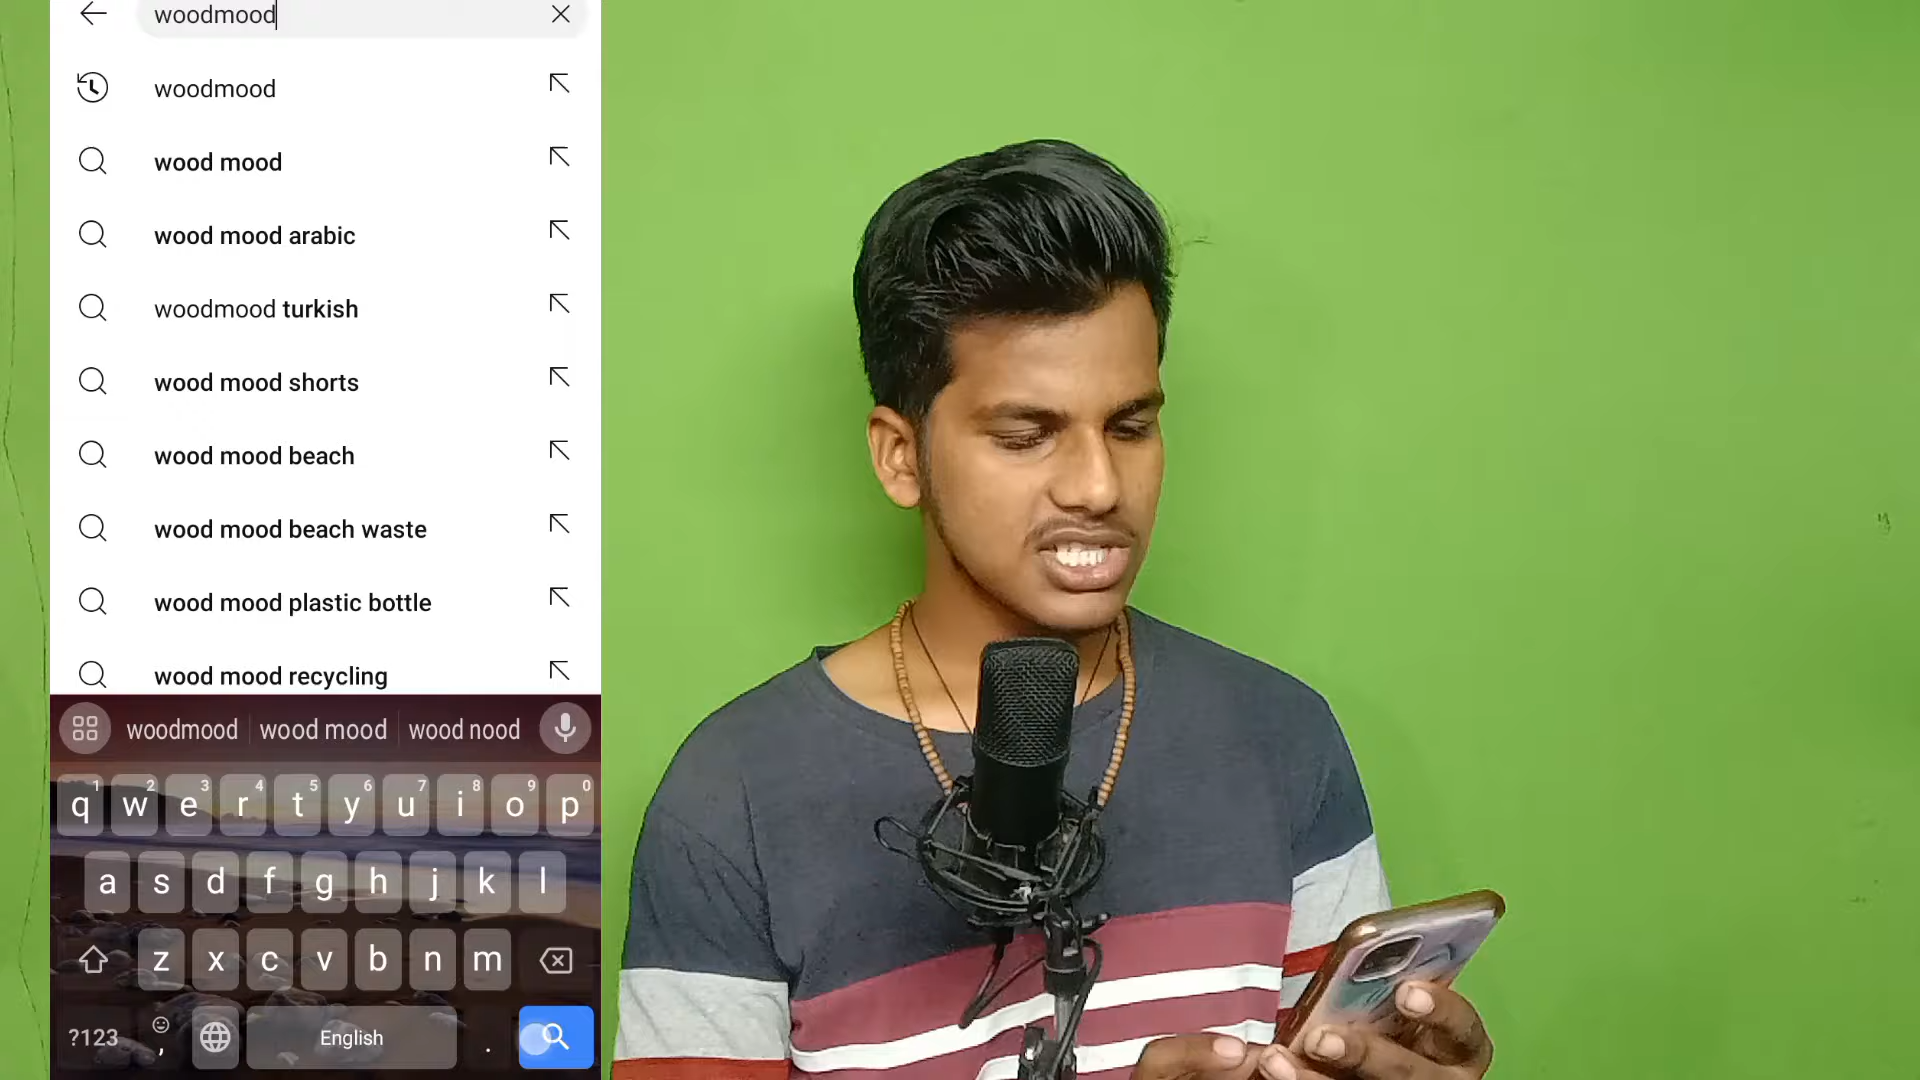 woodmood
woodmood
wood mood
wood mood arabic
woodmood turkish
wood mood shorts
wood mood beach
wood mood beach waste
wood mood plastic bottle
wood mood recycling
woodmood wood mood wood nood
1 2 3 4 5 6 7 8 9 0
q w e r t y u i o p
a s d f g h j k l
z x c v b n m
?123 , English .